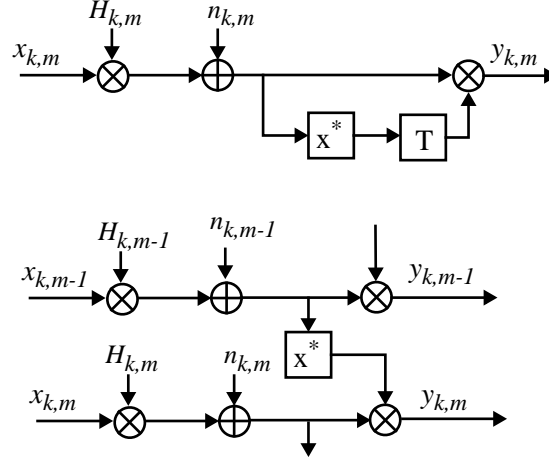 H_{k,m} n_{k,m}
x_{k,m} y_{k,m}
x* T
H_{k,m-1} n_{k,m-1}
x_{k,m-1} y_{k,m-1}
x*
H_{k,m} n_{k,m}
x_{k,m} y_{k,m}